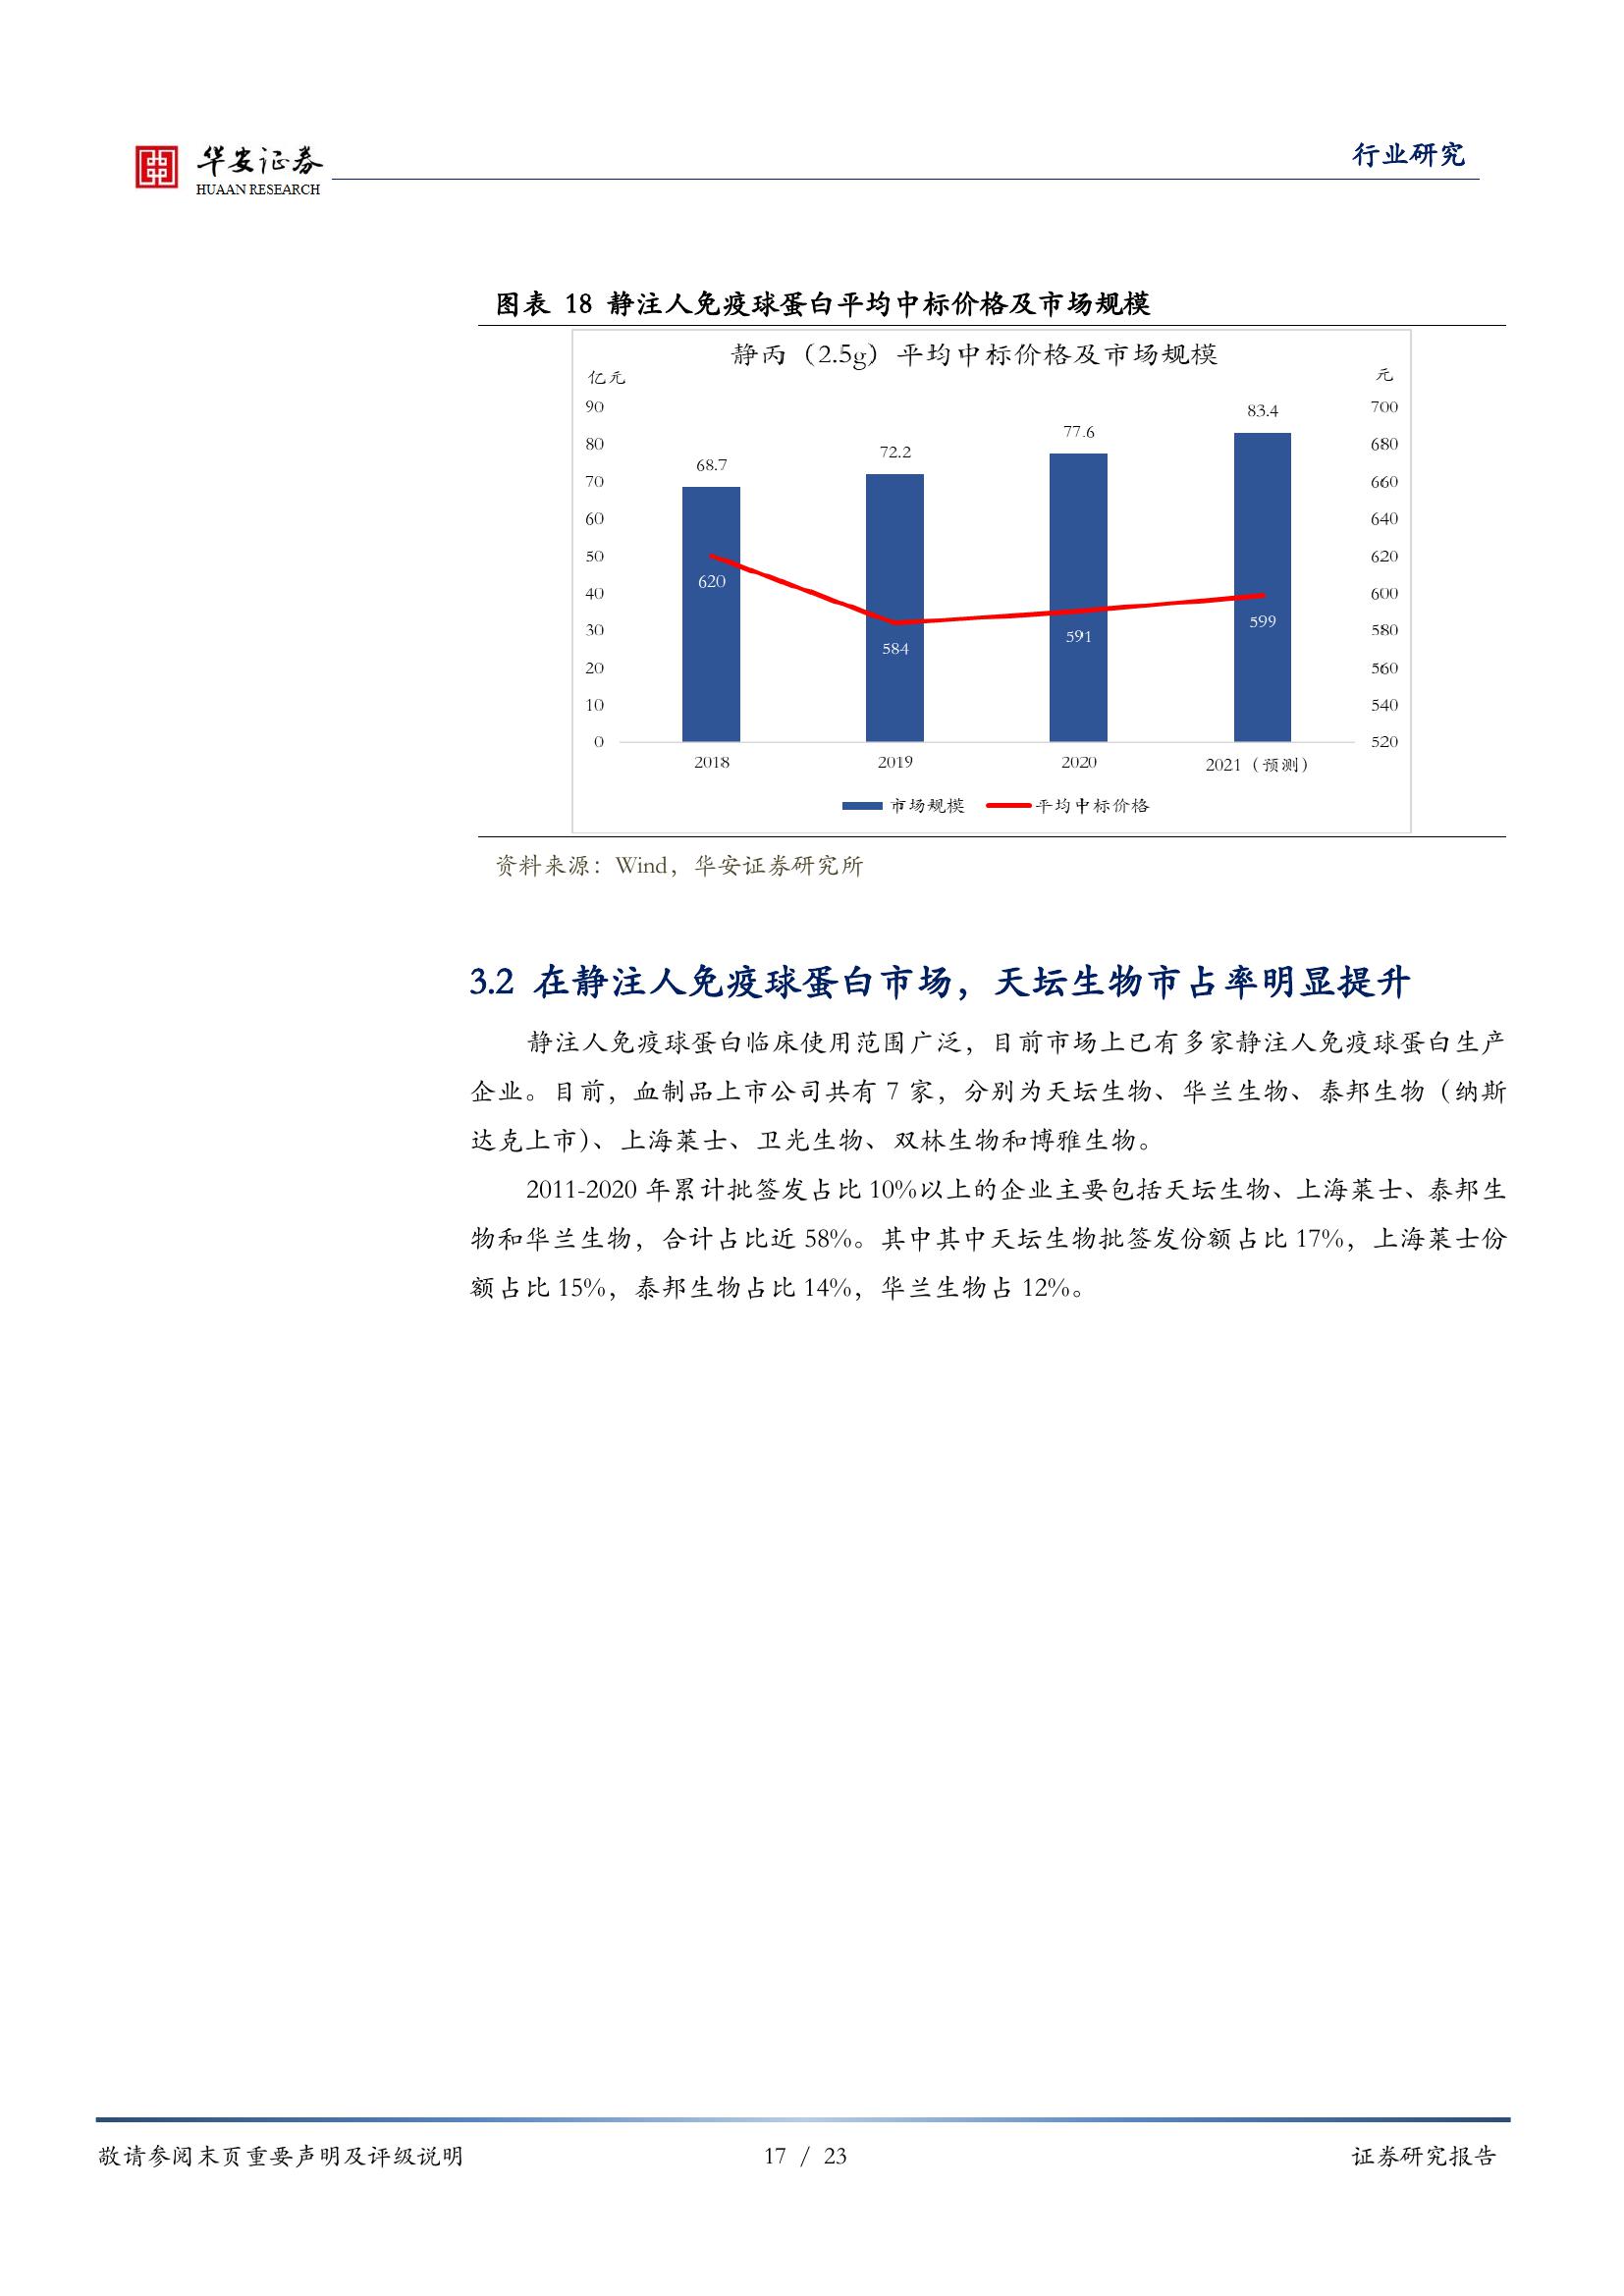 华安证券
HUAAN RESEARCH
行业研究
图表 18 静注人免疫球蛋白平均中标价格及市场规模
静丙（2.5g）平均中标价格及市场规模
亿元
元
90
80
70
60
50
40
30
20
10
0
700
680
660
640
620
600
580
560
540
520
68.7
72.2
77.6
83.4
620
584
591
599
2018
2019
2020
2021（预测）
市场规模
平均中标价格
资料来源：Wind，华安证券研究所
3.2 在静注人免疫球蛋白市场，天坛生物市占率明显提升
静注人免疫球蛋白临床使用范围广泛，目前市场上已有多家静注人免疫球蛋白生产
企业。目前，血制品上市公司共有 7 家，分别为天坛生物、华兰生物、泰邦生物（纳斯
达克上市)、上海莱士、卫光生物、双林生物和博雅生物。
2011-2020 年累计批签发占比 10%以上的企业主要包括天坛生物、上海莱士、泰邦生
物和华兰生物，合计占比近 58%。其中其中天坛生物批签发份额占比 17%，上海莱士份
额占比 15%，泰邦生物占比 14%，华兰生物占 12%。
敬请参阅末页重要声明及评级说明
17 / 23
证券研究报告